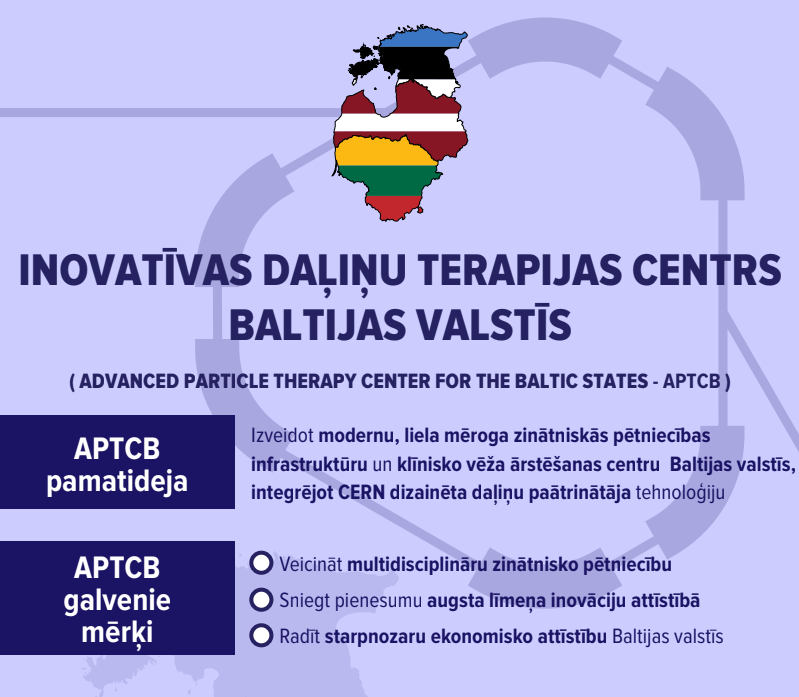 INOVATĪVAS DAĻIŅU TERAPIJAS CENTRS
BALTIJAS VALSTĪS
( ADVANCED PARTICLE THERAPY CENTER FOR THE BALTIC STATES - APTCB )
APTCB
pamatideja
Izveidot modernu, liela mēroga zinātniskās pētniecības
infrastruktūru un klīnisko vēža ārstēšanas centru Baltijas valstīs,
integrējot CERN dizainēta daļiņu paātrinātāja tehnoloģiju
APTCB
galvenie
mērķi
Veicināt multidisciplināru zinātnisko pētniecību
Sniegt pienesumu augsta līmeņa inovāciju attīstībā
Radīt starpnozaru ekonomisko attīstību Baltijas valstīs